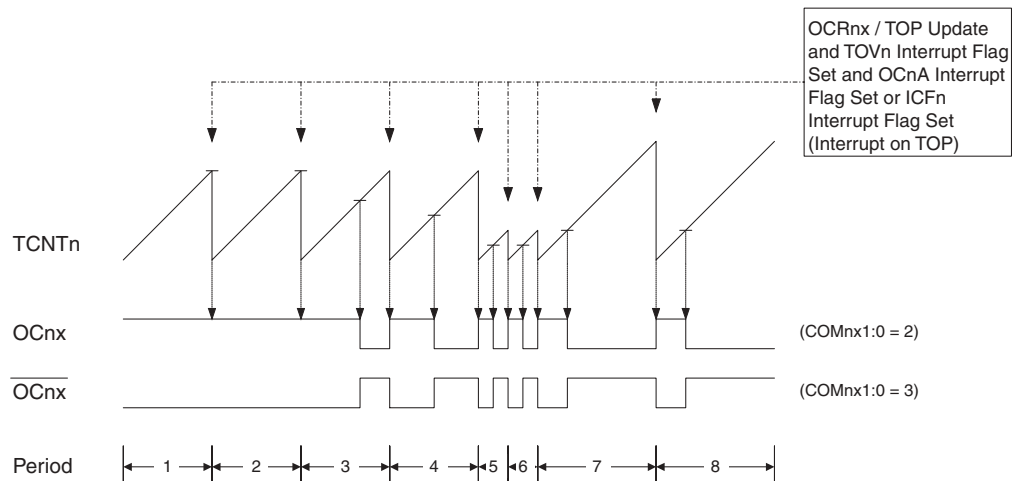 OCRnx / TOP Update
and TOVn Interrupt Flag
Set and OCnA Interrupt
Flag Set or ICFn
Interrupt Flag Set
(Interrupt on TOP)
TCNTn
OCnx (COMnx1:0 = 2)
OCnx (COMnx1:0 = 3)
Period 1 2 3 4 5 6 7 8